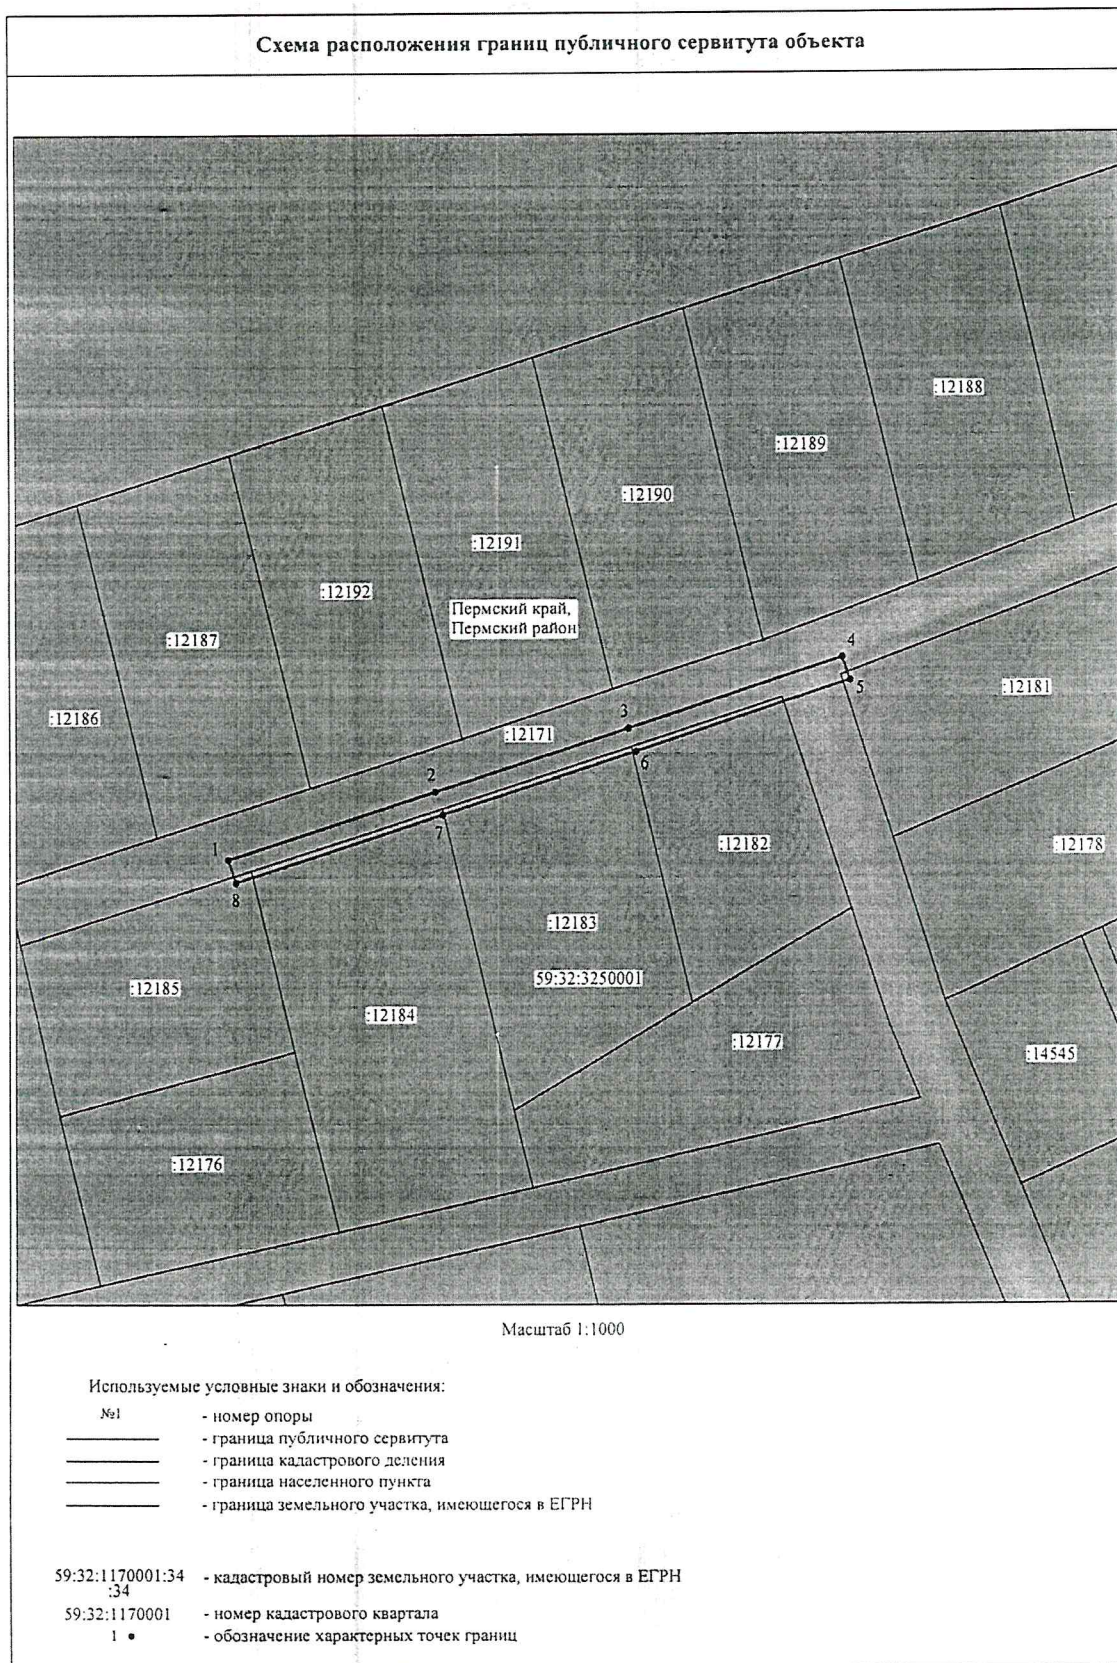 Схема расположения границ публичного сервитута объекта
:12188
:12189
:12190
:12191
:12192
Пермский край,
Пермский район
:12187
4
:12181
5
:12186
3
:12171
6
2
7
:12182
:12178
1
8
:12183
59:32:3250001
:12185
:12184
:12177
:14545
:12176
Масштаб 1:1000
Используемые условные знаки и обозначения:
№1 - номер опоры
- граница публичного сервитута
- граница кадастрового деления
- граница населенного пункта
- граница земельного участка, имеющегося в ЕГРН
59:32:1170001:34 - кадастровый номер земельного участка, имеющегося в ЕГРН
:34
59:32:1170001 - номер кадастрового квартала
1 • - обозначение характерных точек границ